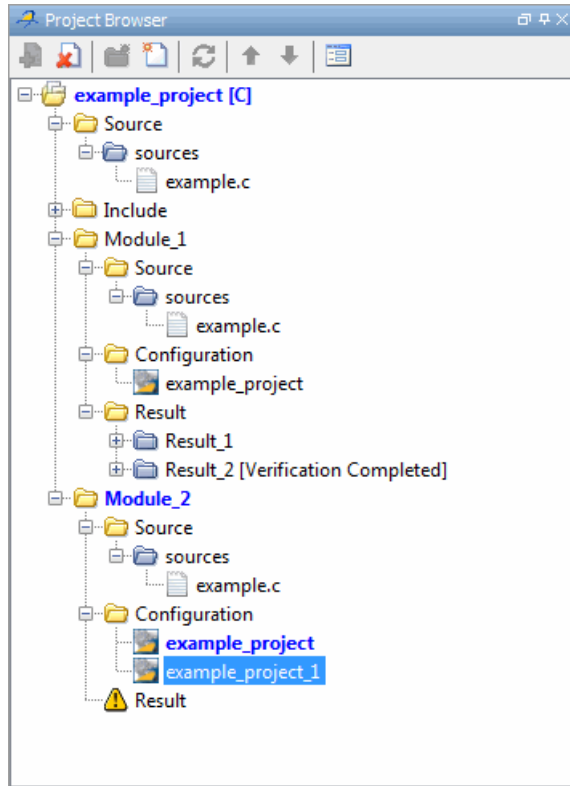 Project Browser
example_project [C]
Source
sources
example.c
Include
Module_1
Source
sources
example.c
Configuration
example_project
Result
Result_1
Result_2 [Verification Completed]
Module_2
Source
sources
example.c
Configuration
example_project
example_project_1
Result